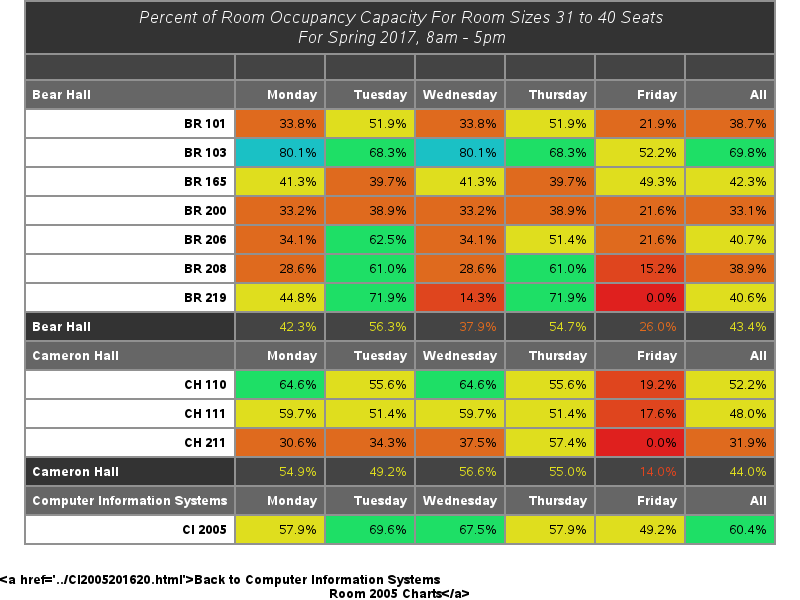 Percent of Room Occupancy Capacity For Room Sizes 31 to 40 Seats
For Spring 2017, 8am - 5pm
Bear Hall Monday Tuesday Wednesday Thursday Friday All
BR 101 33.8% 51.9% 33.8% 51.9% 21.9% 38.7%
BR 103 80.1% 68.3% 80.1% 68.3% 52.2% 69.8%
BR 165 41.3% 39.7% 41.3% 39.7% 49.3% 42.3%
BR 200 33.2% 38.9% 33.2% 38.9% 21.6% 33.1%
BR 206 34.1% 62.5% 34.1% 51.4% 21.6% 40.7%
BR 208 28.6% 61.0% 28.6% 61.0% 15.2% 38.9%
BR 219 44.8% 71.9% 14.3% 71.9% 0.0% 40.6%
Bear Hall 42.3% 56.3% 37.9% 54.7% 26.0% 43.4%
Cameron Hall Monday Tuesday Wednesday Thursday Friday All
CH 110 64.6% 55.6% 64.6% 55.6% 19.2% 52.2%
CH 111 59.7% 51.4% 59.7% 51.4% 17.6% 48.0%
CH 211 30.6% 34.3% 37.5% 57.4% 0.0% 31.9%
Cameron Hall 54.9% 49.2% 56.6% 55.0% 14.0% 44.0%
Computer Information Systems Monday Tuesday Wednesday Thursday Friday All
CI 2005 57.9% 69.6% 67.5% 57.9% 49.2% 60.4%
<a href='../CI2005201620.html'>Back to Computer Information Systems
Room 2005 Charts</a>